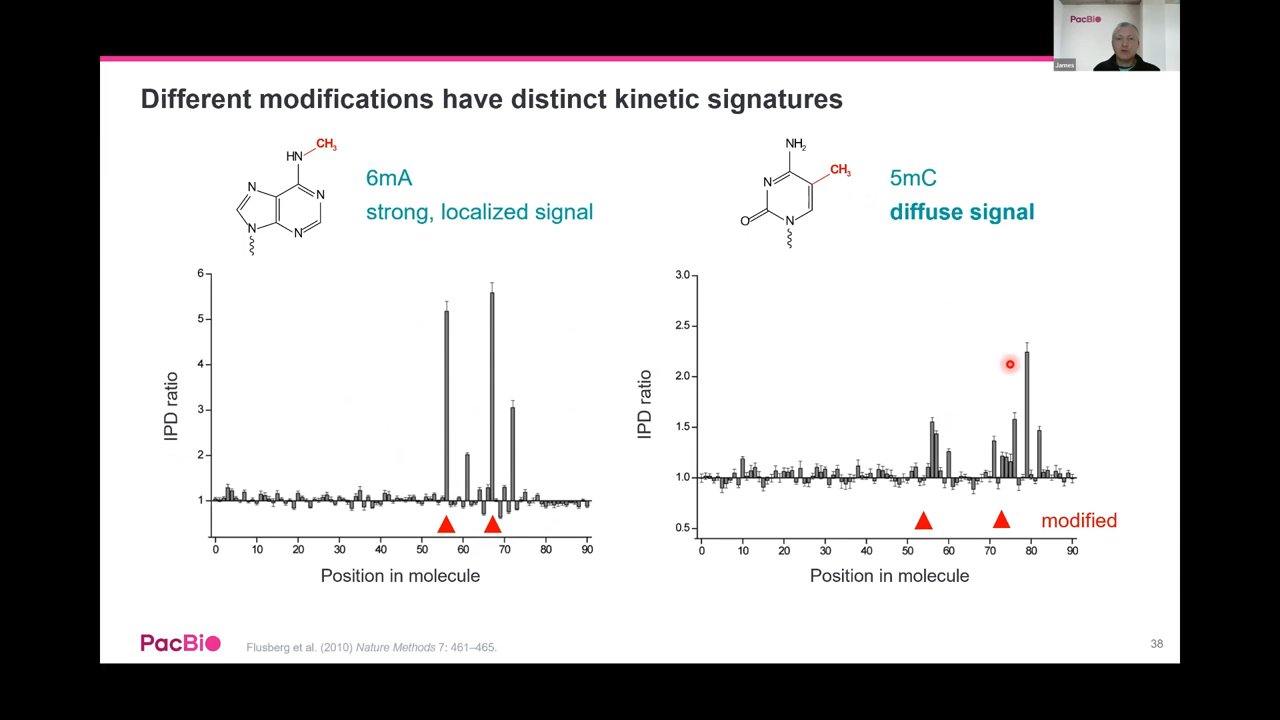 PacBio
James
Different modifications have distinct kinetic signatures
CH3
HN
N
N
N
N
6mA
strong, localized signal
NH2
CH3
N
O
N
5mC
diffuse signal
6
5
4
3
2
1
IPD ratio
0 10 20 30 40 50 60 70 80 90
Position in molecule
3.0
2.5
2.0
1.5
1.0
0.5
IPD ratio
modified
0 10 20 30 40 50 60 70 80 90
Position in molecule
PacBio
Flusberg et al. (2010) Nature Methods 7: 461–465.
38